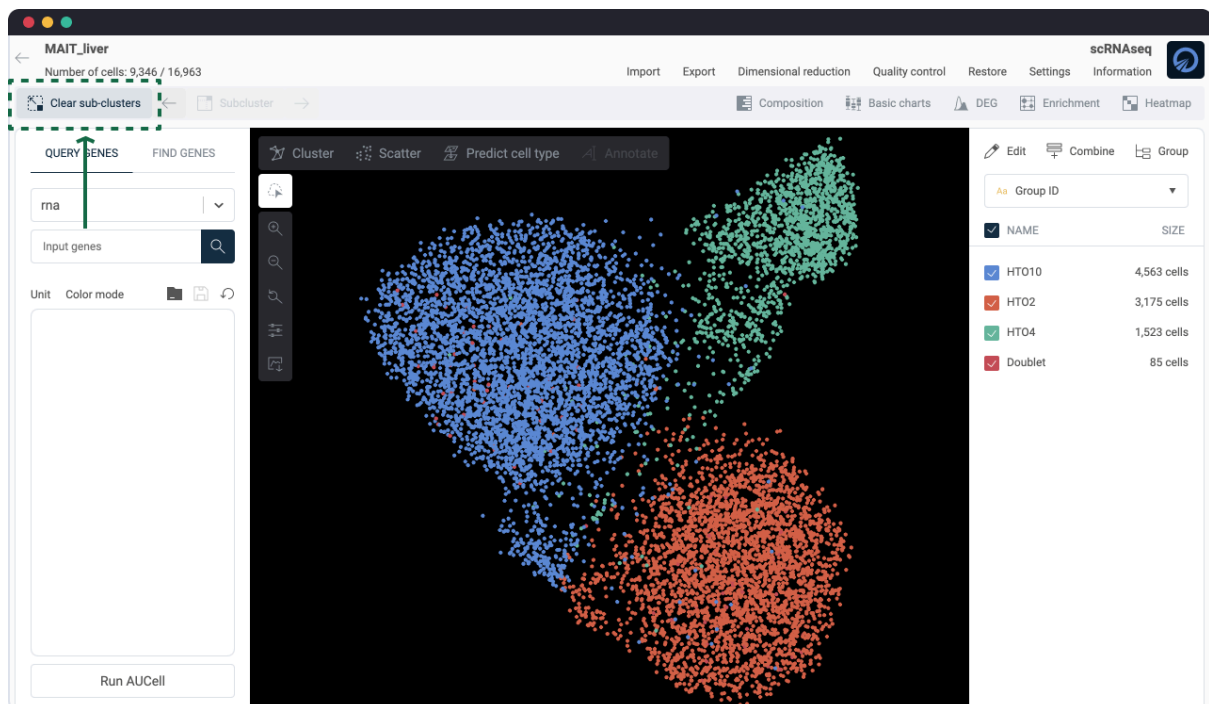 MAIT_liver
scRNAseq
Number of cells: 9,346 / 16,963
Import Export Dimensional reduction Quality control Restore Settings Information
Clear sub-clusters
Subcluster
Composition Basic charts DEG Enrichment Heatmap
QUERY GENES FIND GENES
Cluster Scatter Predict cell type Annotate
Edit Combine Group
rna
Aa Group ID
Input genes
NAME SIZE
Unit Color mode
HTO10 4,563 cells
HTO2 3,175 cells
HTO4 1,523 cells
Doublet 85 cells
Run AUCell